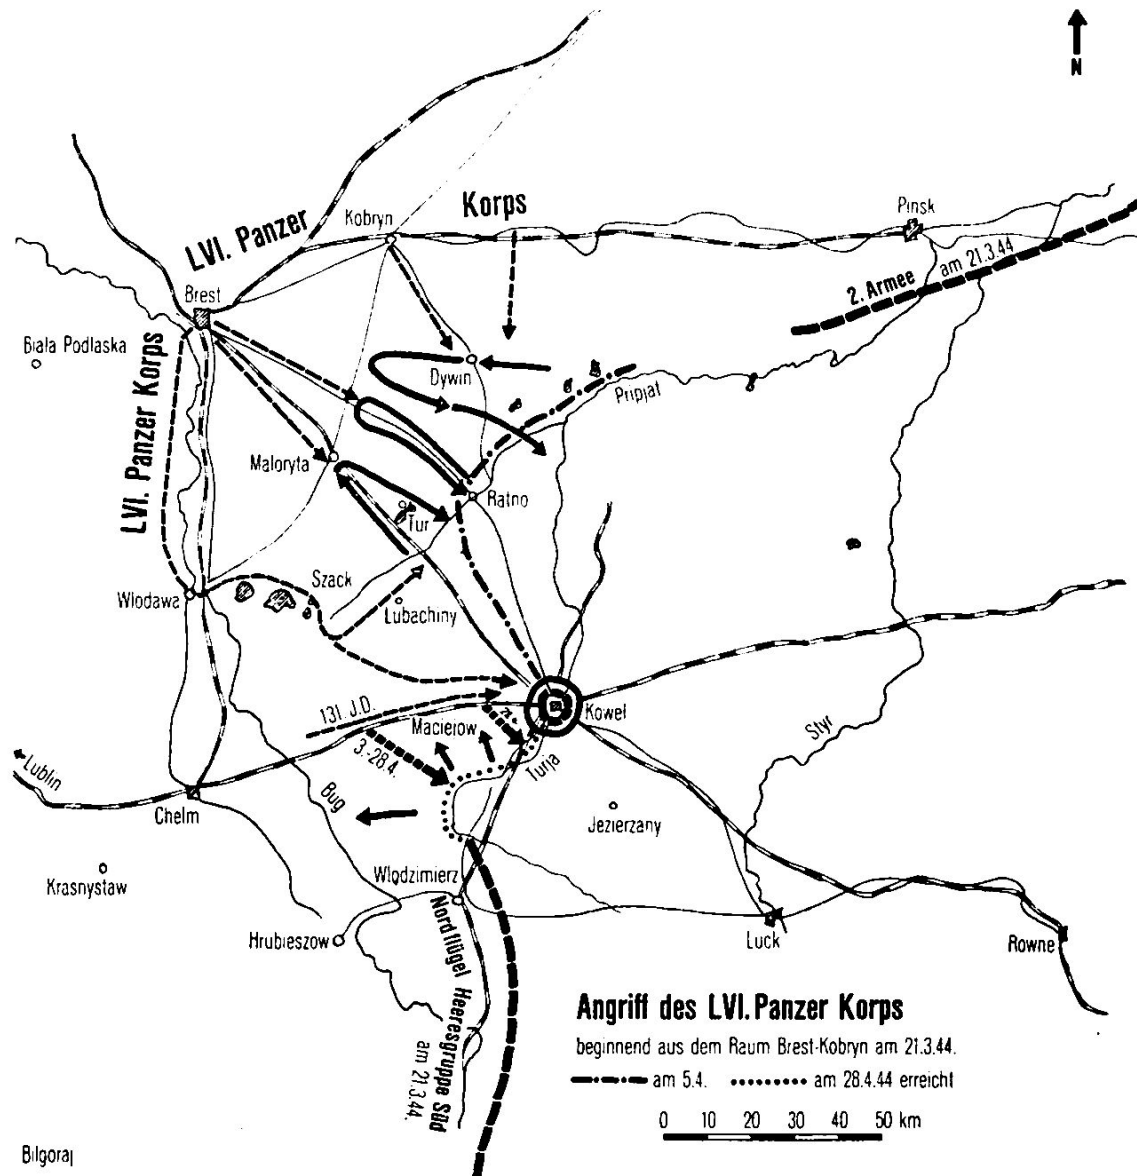 N
LVI. Panzer Korps
Kobryn
Pinsk
2. Armee am 21.3.44
Brest
Biała Podlaska
LVI. Panzer Korps
Dywin
Pripjat
Maloryta
Ratno
Tur
Szack
Włodawa
Lubachiny
131. J.D.
Kowel
Macierow
3.-28.4.
Turja
Styr
Lublin
Bug
Chelm
Jezierzany
Krasnystaw
Włodzimierz
Hrubieszow
Luck
Rowne
Nordflügel Heeresgruppe Süd
am 21.3.44.
Angriff des LVI. Panzer Korps
beginnend aus dem Raum Brest-Kobryn am 21.3.44.
am 5.4. am 28.4.44 erreicht
0 10 20 30 40 50 km
Bilgoraj